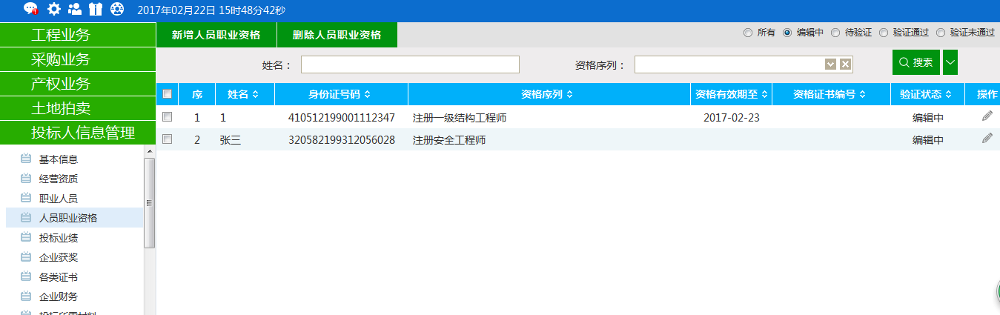 2017年02月22日 15时48分42秒
工程业务
采购业务
产权业务
土地拍卖
投标人信息管理
基本信息
经营资质
职业人员
人员职业资格
投标业绩
企业获奖
各类证书
企业财务
投标所需材料
新增人员职业资格 删除人员职业资格 所有 编辑中 待验证 验证通过 验证未通过
姓名： 资格序列： 搜索
序 姓名 身份证号码 资格序列 资格有效期至 资格证书编号 验证状态 操作
1 1 410512199001112347 注册一级结构工程师 2017-02-23 编辑中
2 张三 320582199312056028 注册安全工程师 编辑中